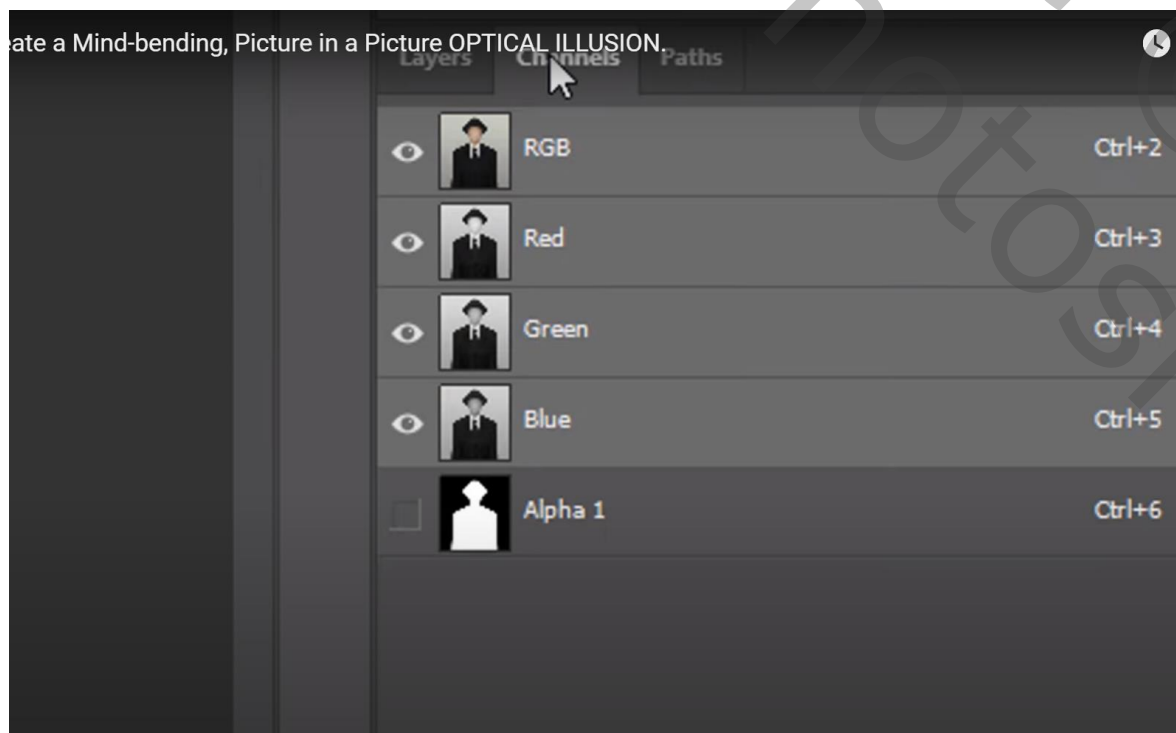 eate a Mind-bending, Picture in a Picture OPTICAL ILLUSION.
Layers Channels Paths
RGB Ctrl+2
Red Ctrl+3
Green Ctrl+4
Blue Ctrl+5
Alpha 1 Ctrl+6